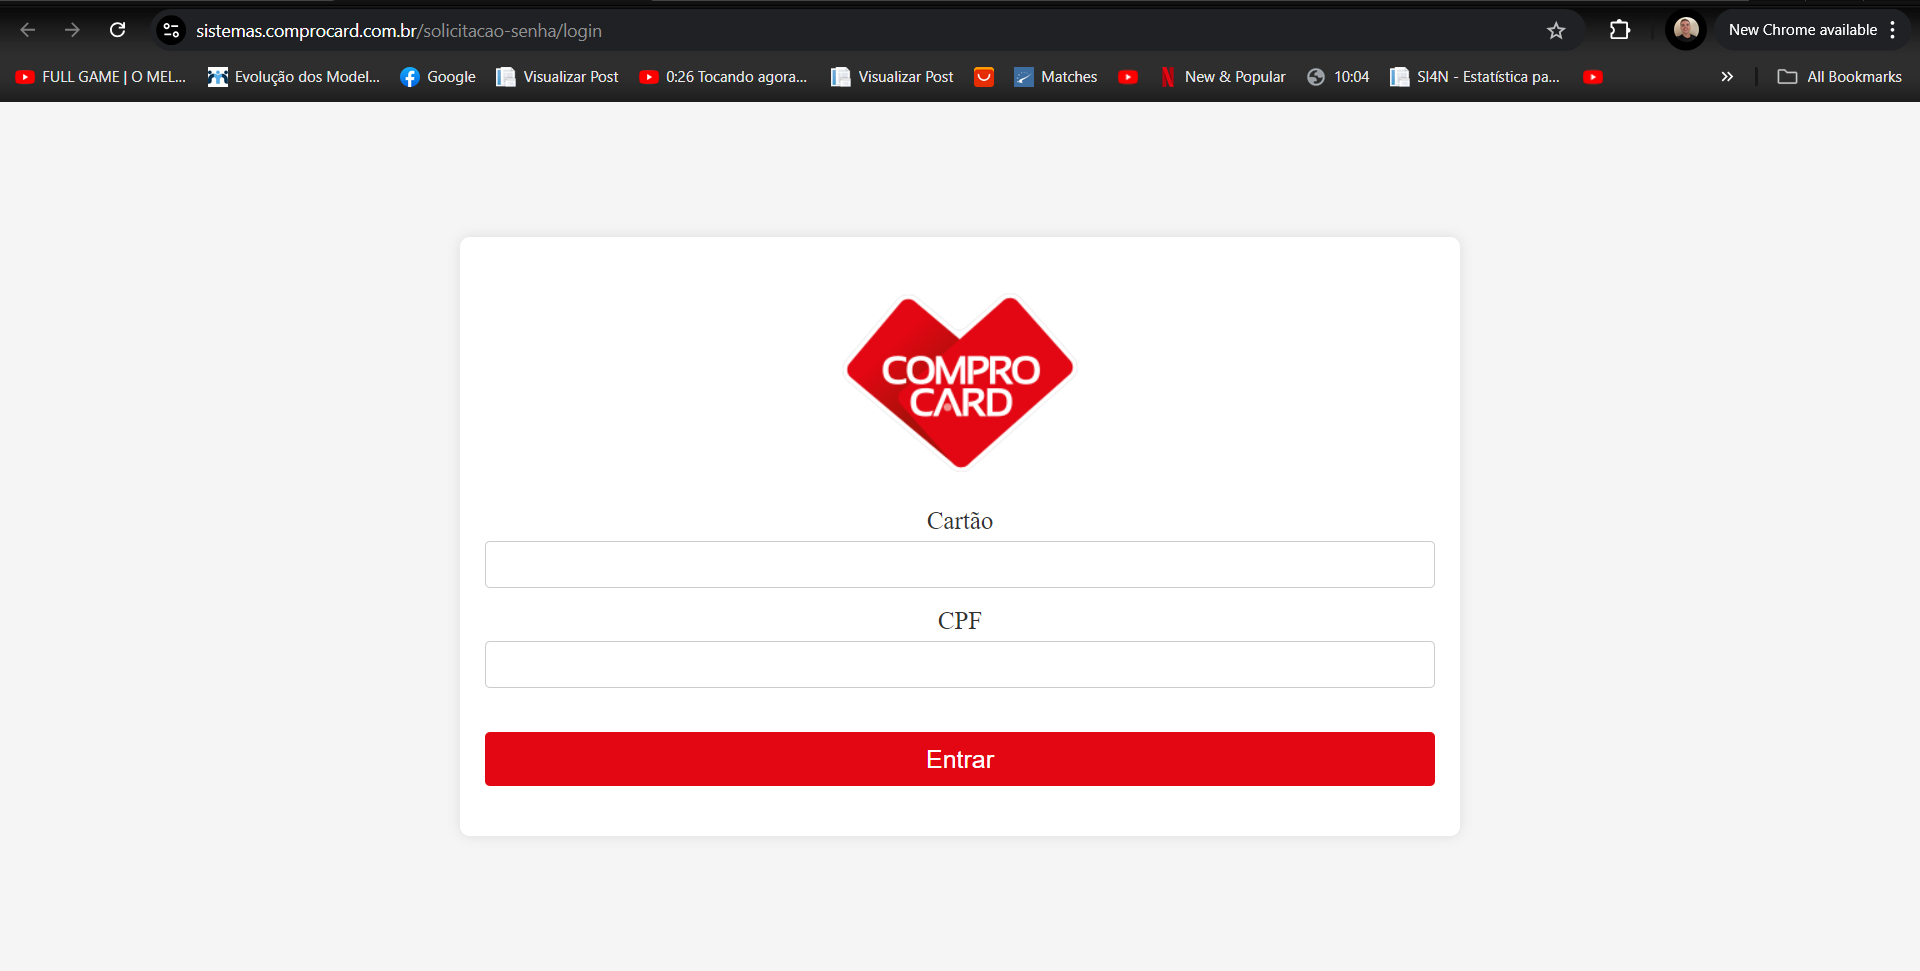 sistemas.comprocard.com.br/solicitacao-senha/login
New Chrome available
FULL GAME | O MEL...
Evolução dos Model...
Google
Visualizar Post
0:26 Tocando agora...
Visualizar Post
Matches
New & Popular
10:04
SI4N - Estatística pa...
All Bookmarks
COMPRO
CARD
Cartão
CPF
Entrar